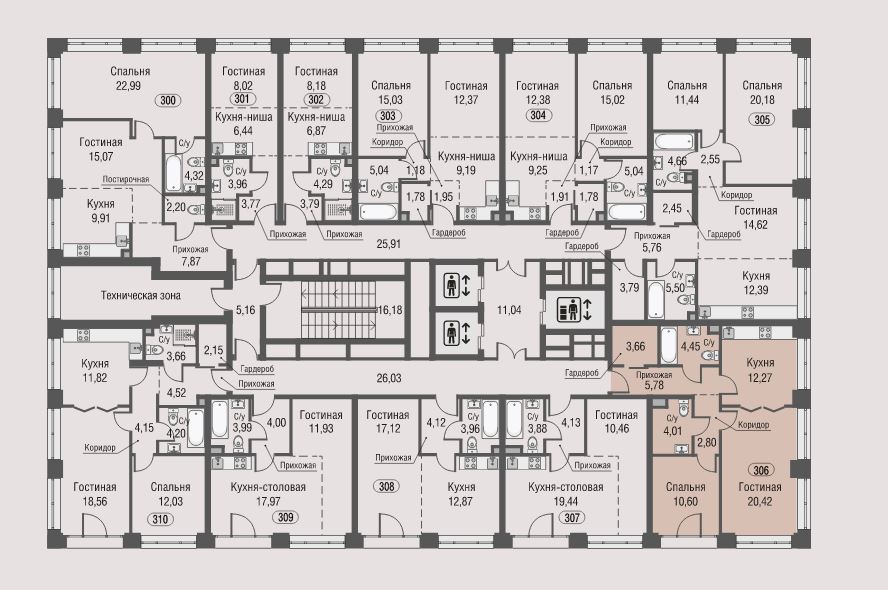 Спальня
22,99
300
Гостиная
8,02
301
Кухня-ниша
6,44
Гостиная
8,18
302
Кухня-ниша
6,87
Спальня
15,03
303
Гостиная
12,37
Гостиная
12,38
304
Спальня
15,02
Спальня
11,44
Спальня
20,18
305
Гостиная
15,07
С/у
4,32
Постирочная
2,20
Кухня
9,91
Прихожая
7,87
С/у
3,96
3,77
С/у
4,29
3,79
Прихожая
Прихожая
Прихожая
Коридор
5,04
С/у
1,18
1,78
1,95
Кухня-ниша
9,19
Гардероб
Прихожая
Коридор
Кухня-ниша
9,25
1,17
5,04
С/у
1,91
1,78
Гардероб
4,66
С/у
2,55
Коридор
2,45
Гардероб
Прихожая
5,76
Гостиная
14,62
3,79
5,50
С/у
Кухня
12,39
25,91
Техническая зона
5,16
16,18
11,04
26,03
Кухня
11,82
С/у
3,66
2,15
Гардероб
Прихожая
4,52
4,15
Коридор
С/у
4,20
Гостиная
18,56
Спальня
12,03
310
С/у
3,99
4,00
Прихожая
Гостиная
11,93
Кухня-столовая
17,97
309
Гостиная
17,12
308
4,12
С/у
3,96
Прихожая
Кухня
12,87
С/у
3,88
4,13
Прихожая
Гостиная
10,46
Кухня-столовая
19,44
307
Гардероб
3,66
4,45
С/у
Прихожая
5,78
Кухня
12,27
С/у
4,01
2,80
Коридор
Спальня
10,60
306
Гостиная
20,42